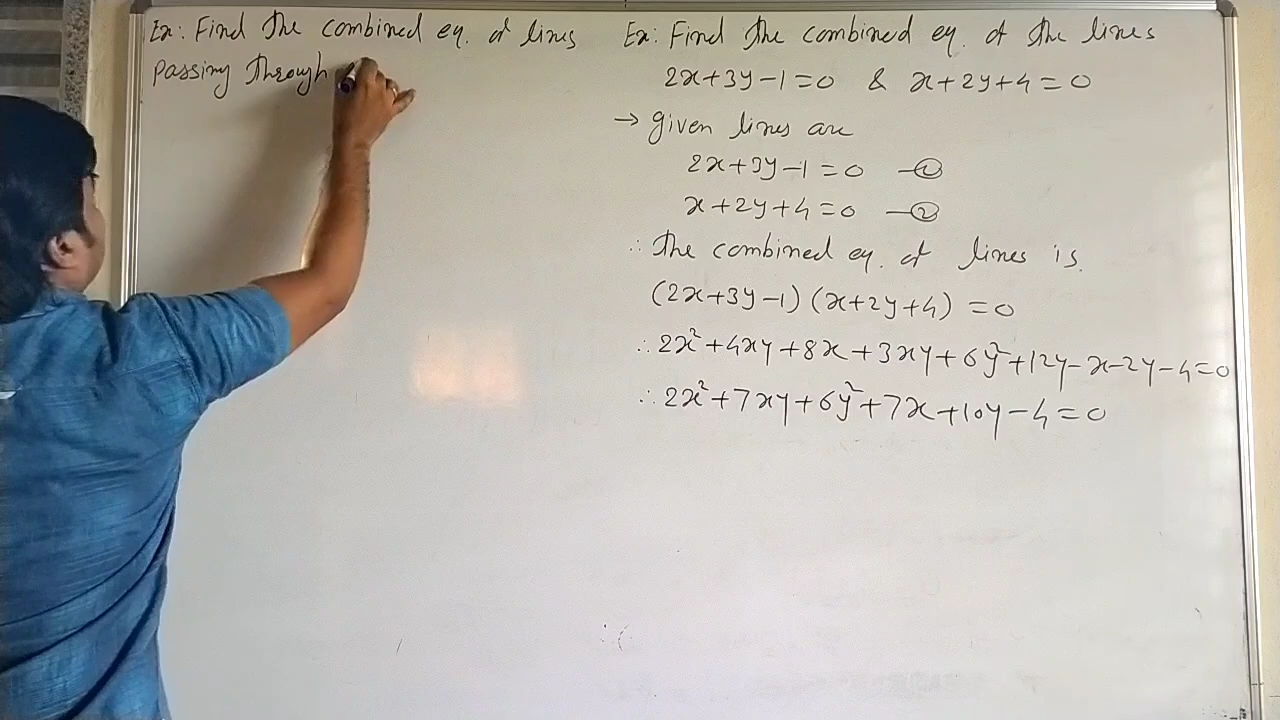 Ex: Find the combined eq. of lines
passing through
Ex: Find the combined eq. of the lines
2x+3y-1=0 & x+2y+4=0
→ given lines are
2x+3y-1=0 —①
x+2y+4=0 —②
∴ the combined eq. of lines is.
(2x+3y-1)(x+2y+4)=0
∴ 2x²+4xy+8x+3xy+6y²+12y-x-2y-4=0
∴ 2x²+7xy+6y²+7x+10y-4=0